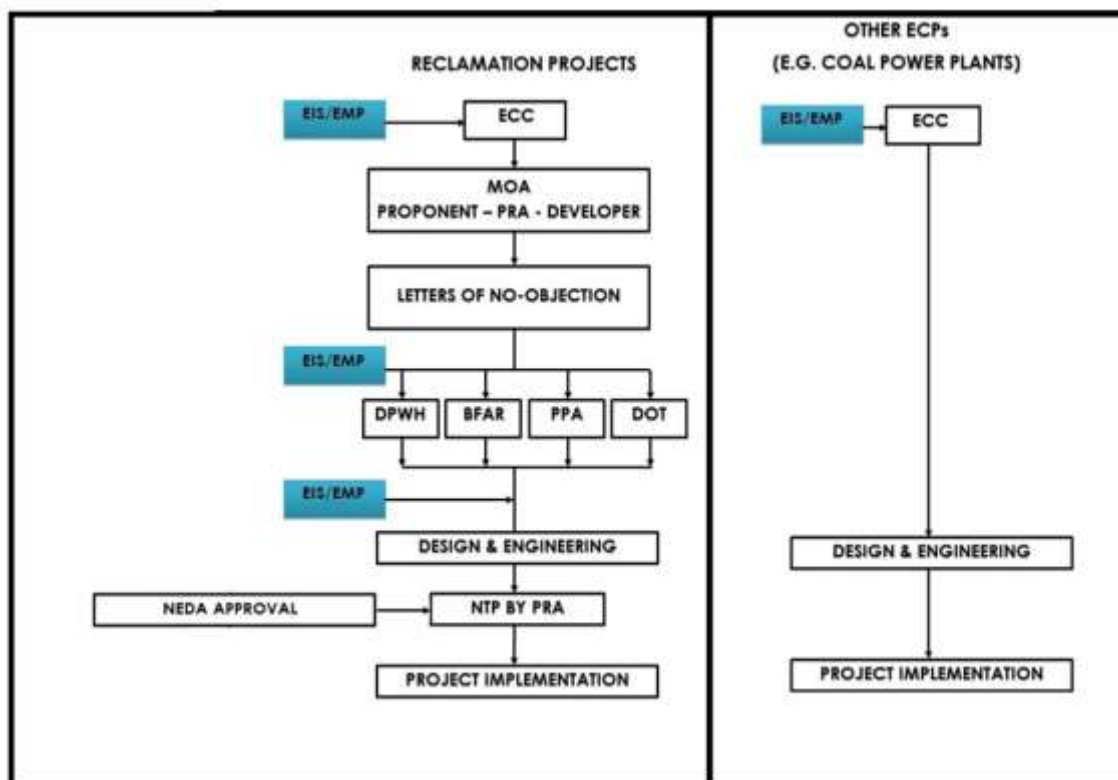 RECLAMATION PROJECTS
EIS/EMP
ECC
MOA
PROPONENT – PRA - DEVELOPER
LETTERS OF NO-OBJECTION
EIS/EMP
DPWH
BFAR
PPA
DOT
EIS/EMP
DESIGN & ENGINEERING
NEDA APPROVAL
NTP BY PRA
PROJECT IMPLEMENTATION
OTHER ECPs
(E.G. COAL POWER PLANTS)
EIS/EMP
ECC
DESIGN & ENGINEERING
PROJECT IMPLEMENTATION